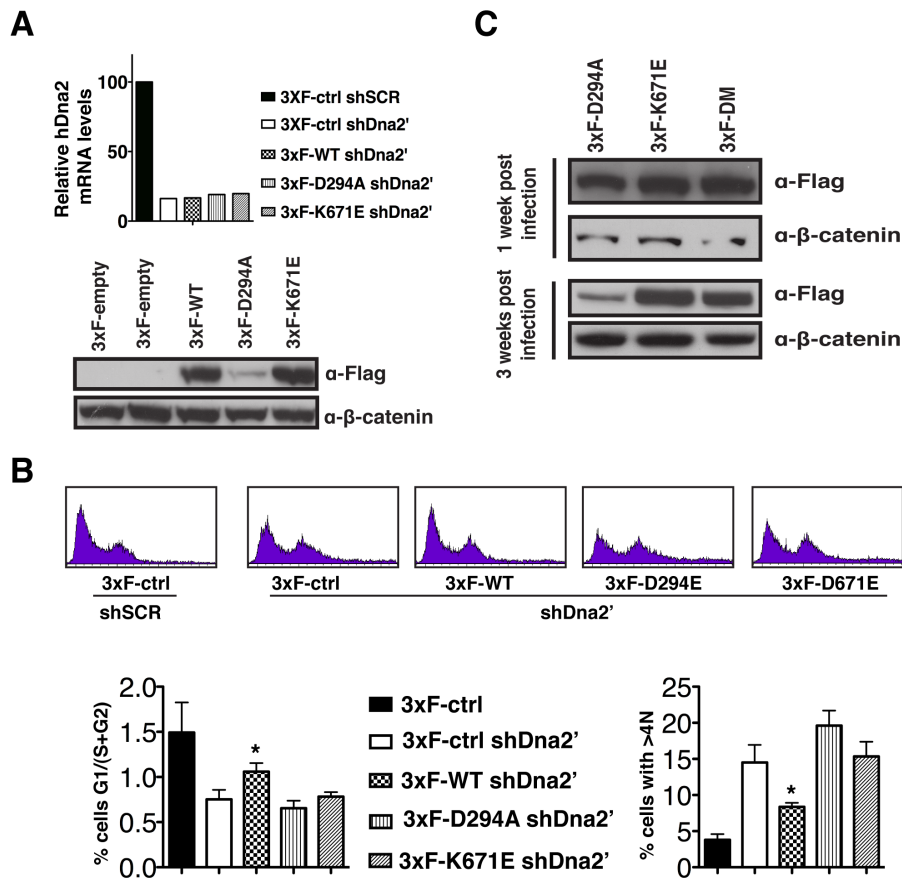 A
Relative hDna2
mRNA levels
100
50
0
3XF-ctrl shSCR
3XF-ctrl shDna2'
3xF-WT shDna2'
3xF-D294A shDna2'
3xF-K671E shDna2'
3xF-empty
3xF-empty
3xF-WT
3xF-D294A
3xF-K671E
α-Flag
α-β-catenin
C
3xF-D294A
3xF-K671E
3xF-DM
1 week post
infection
α-Flag
α-β-catenin
3 weeks post
infection
α-Flag
α-β-catenin
B
3xF-ctrl
3xF-ctrl
3xF-WT
3xF-D294E
3xF-D671E
shSCR
shDna2’
% cells G1/(S+G2)
2.0
1.5
1.0
0.5
0.0
*
3xF-ctrl
3xF-ctrl shDna2’
3xF-WT shDna2’
3xF-D294A shDna2’
3xF-K671E shDna2’
% cells with >4N
25
20
15
10
5
0
*